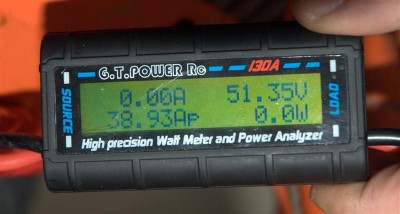 G.T.POWER RC 130A
SOURCE
0.00A 51.35V
38.93Ap 0.0W
LOAD
High precision Watt Meter and Power Analyzer